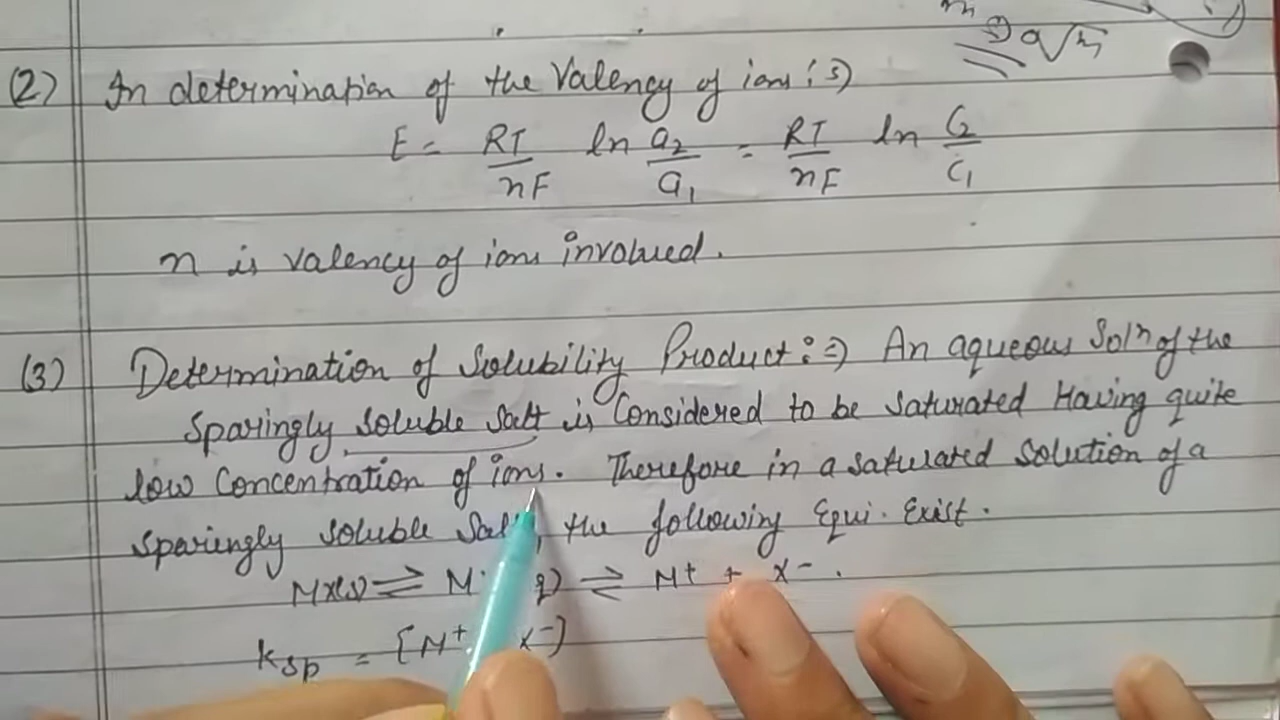 (2) In determination of the Valency of ions :⇒
E = RT/nF ln a₂/a₁ = RT/nF ln C₂/C₁
n is valency of ions involved.
(3) Determination of Solubility Product :⇒ An aqueous Solⁿ of the
Sparingly soluble Salt is Considered to be saturated Having quite
low Concentration of ions. Therefore in a saturated solution of a
sparingly soluble Salt, the following Equi. Exist.
MX(s) ⇌ M ⇌ M⁺ + X⁻.
Ksp = [M⁺ X⁻]